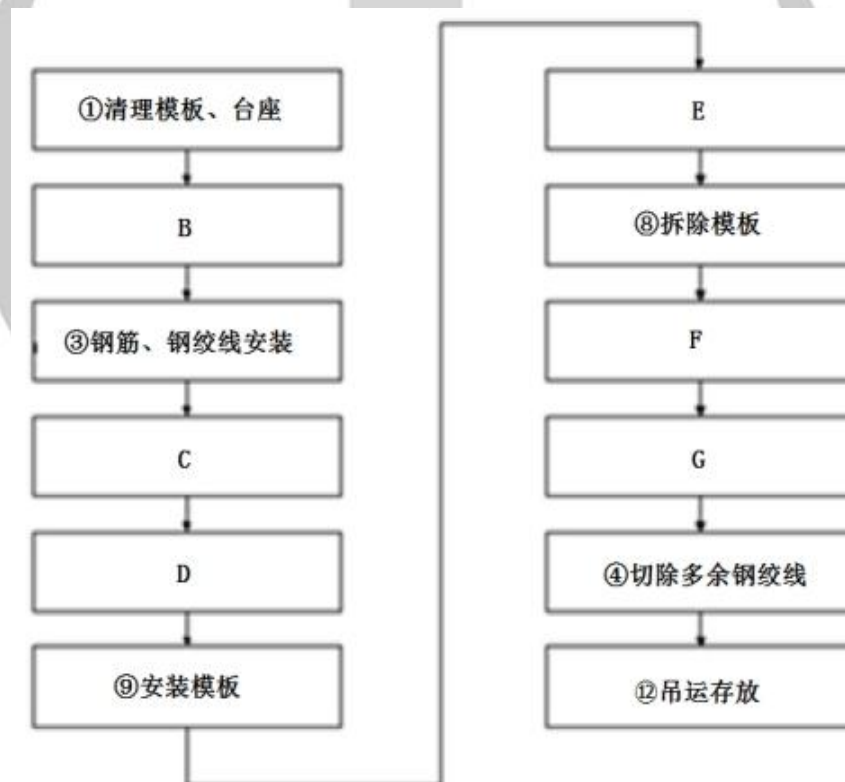 ①清理模板、台座
B
③钢筋、钢绞线安装
C
D
⑨安装模板
E
⑧拆除模板
F
G
④切除多余钢绞线
⑫吊运存放